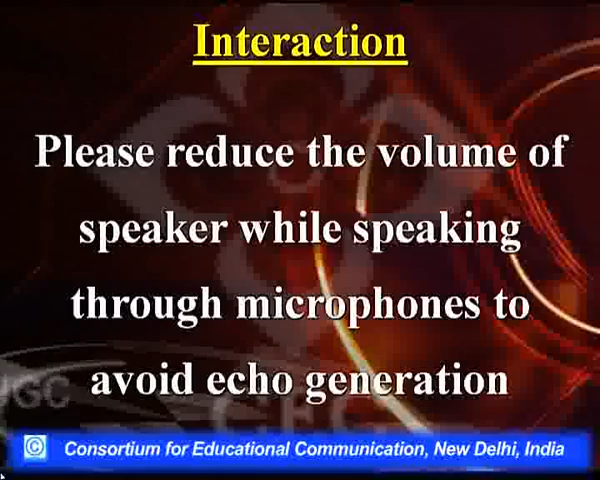 Interaction
Please reduce the volume of
speaker while speaking
through microphones to
avoid echo generation
UGC
© Consortium for Educational Communication, New Delhi, India